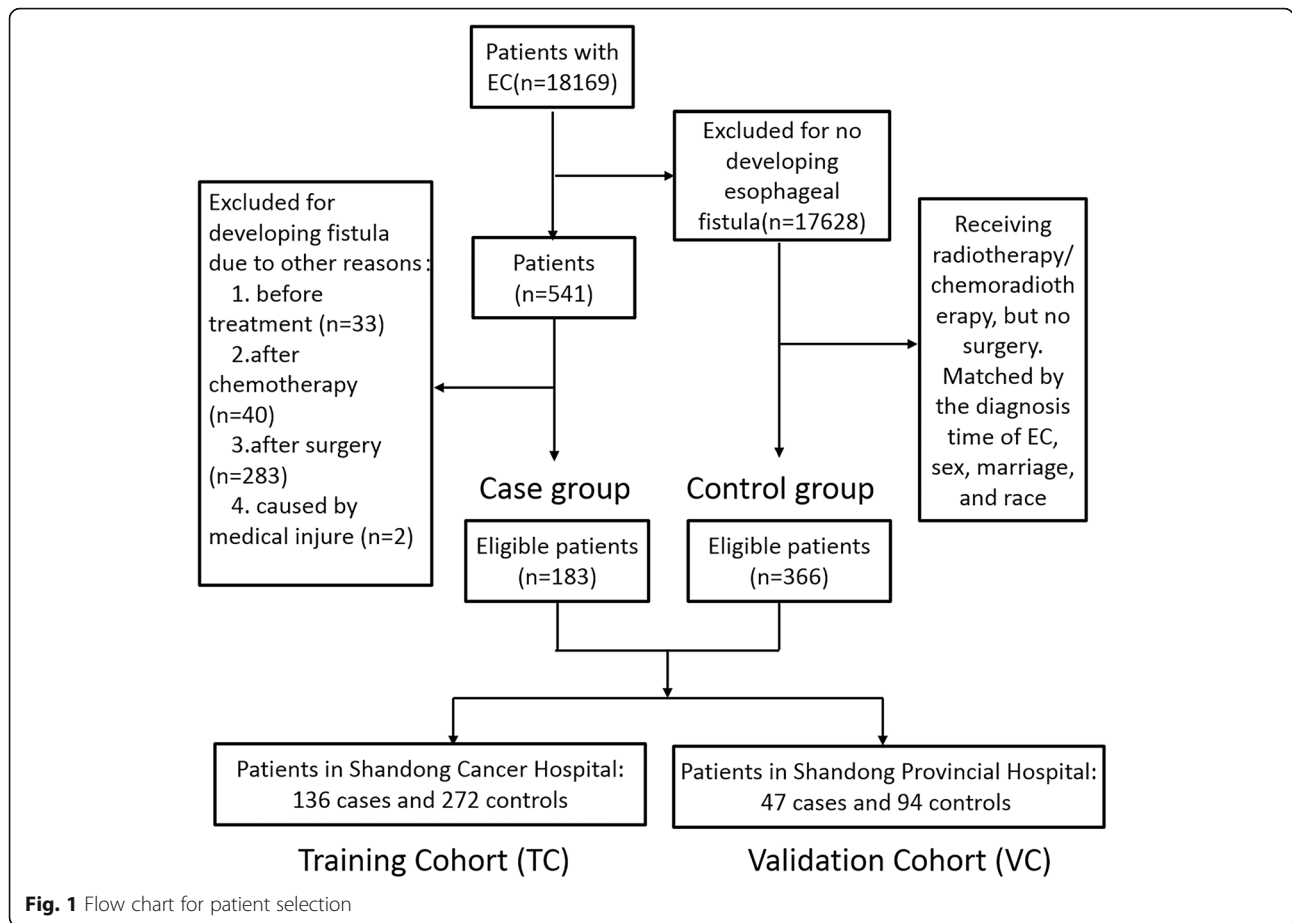 Patients with
EC(n=18169)
Excluded for no
developing
esophageal
fistula(n=17628)
Excluded for
developing fistula
due to other reasons:
1. before
treatment (n=33)
2.after
chemotherapy
(n=40)
3.after surgery
(n=283)
4. caused by
medical injure (n=2)
Patients
(n=541)
Receiving
radiotherapy/
chemoradioth
erapy, but no
surgery.
Matched by
the diagnosis
time of EC,
sex, marriage,
and race
Case group
Control group
Eligible patients
(n=183)
Eligible patients
(n=366)
Patients in Shandong Cancer Hospital:
136 cases and 272 controls
Patients in Shandong Provincial Hospital:
47 cases and 94 controls
Training Cohort (TC)
Validation Cohort (VC)
Fig. 1 Flow chart for patient selection